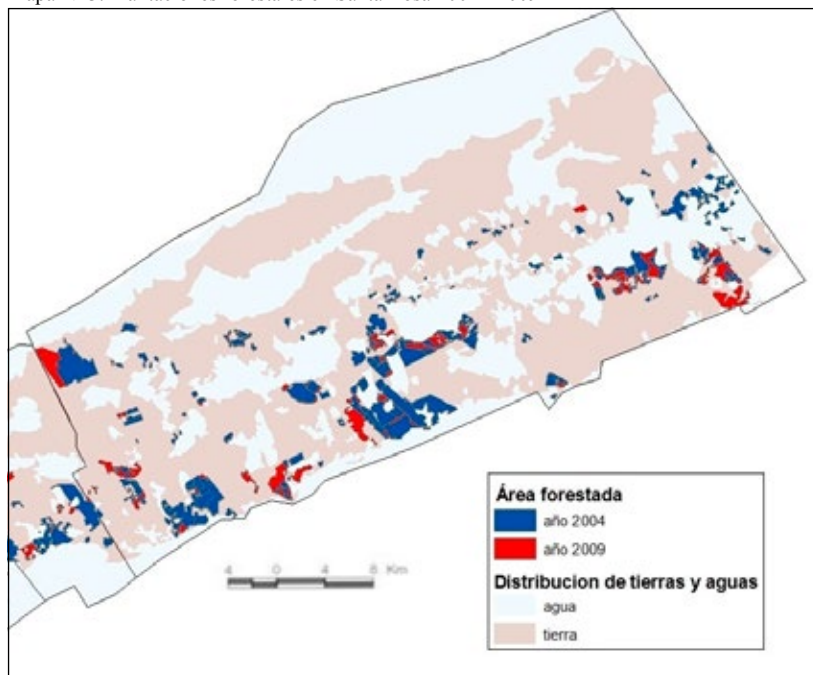 Área forestada
año 2004
año 2009
Distribucion de tierras y aguas
agua
tierra
4 0 4 8 Km